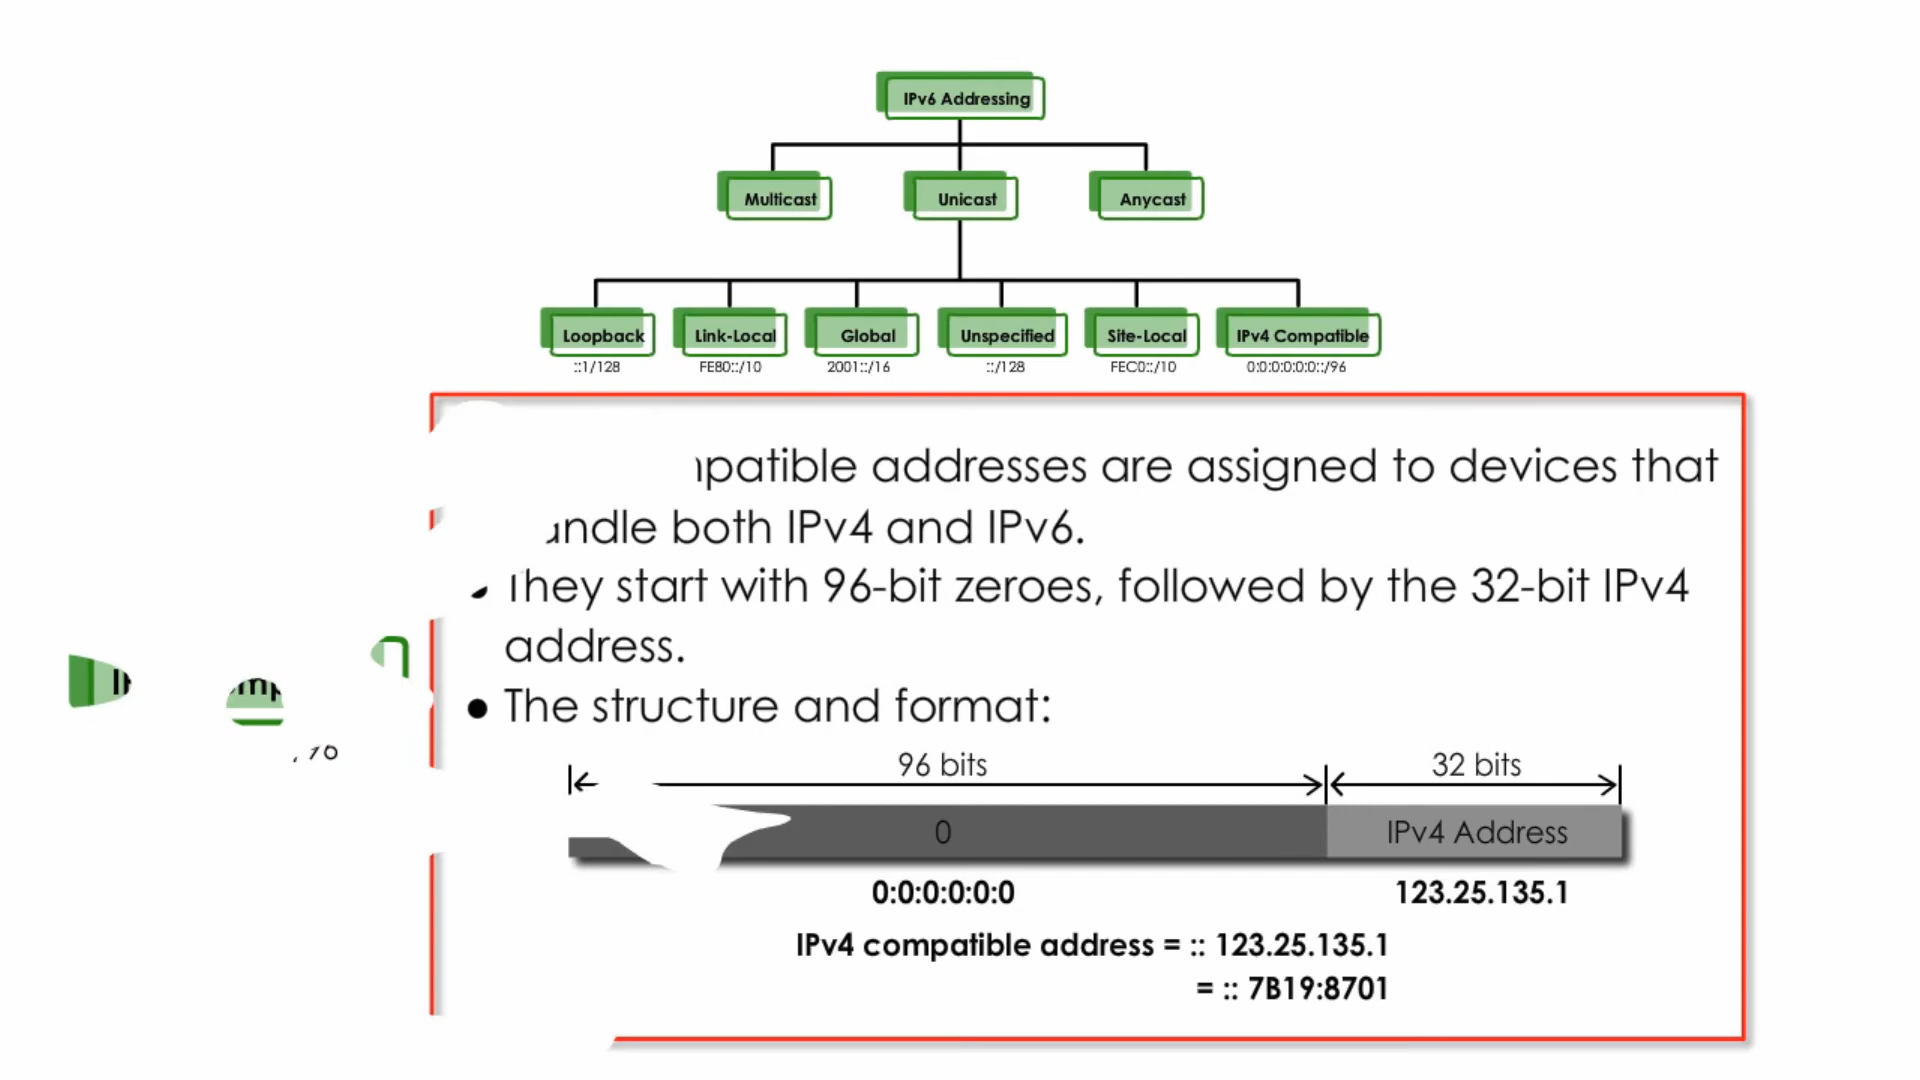 IPv6 Addressing
Multicast Unicast Anycast
Loopback Link-Local Global Unspecified Site-Local IPv4 Compatible
::1/128 FE80::/10 2001::/16 ::/128 FEC0::/10 0:0:0:0:0:0::/96
addresses are assigned to devices that
both IPv4 and IPv6.
They start with 96-bit zeroes, followed by the 32-bit IPv4
address.
● The structure and format:
96 bits 32 bits
0 IPv4 Address
0:0:0:0:0:0 123.25.135.1
IPv4 compatible address = :: 123.25.135.1
= :: 7B19:8701